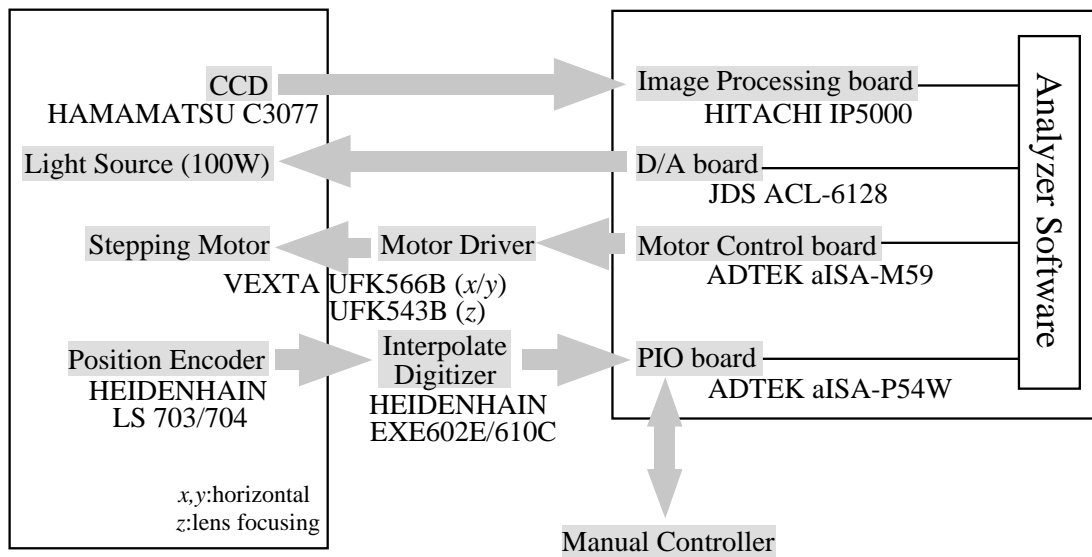 CCD
HAMAMATSU C3077
Light Source (100W)
Stepping Motor
Motor Driver
VEXTA UFK566B (x/y)
UFK543B (z)
Position Encoder
HEIDENHAIN
LS 703/704
Interpolate
Digitizer
HEIDENHAIN
EXE602E/610C
x,y:horizontal
z:lens focusing
Image Processing board
HITACHI IP5000
D/A board
JDS ACL-6128
Motor Control board
ADTEK aISA-M59
PIO board
ADTEK aISA-P54W
Analyzer Software
Manual Controller